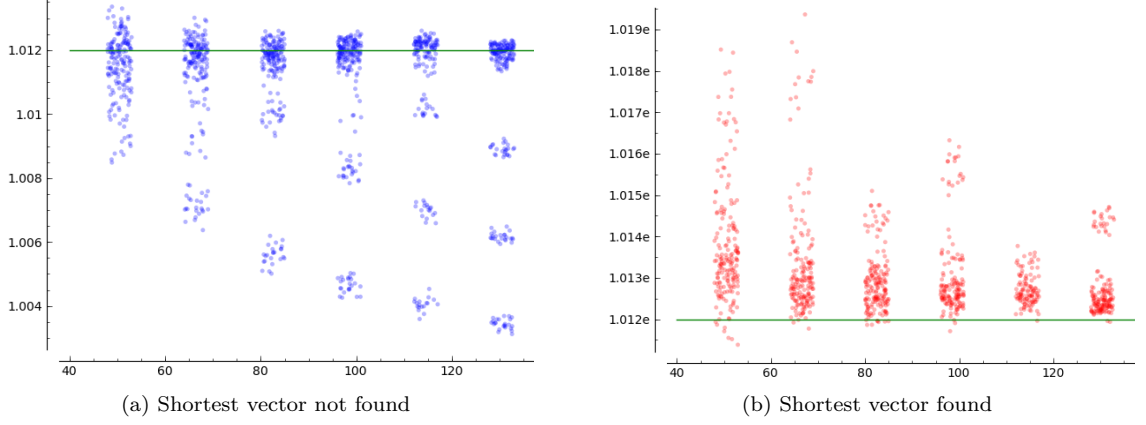 1.012
1.01
1.008
1.006
1.004
40 60 80 100 120
(a) Shortest vector not found
1.019e
1.018e
1.017e
1.016e
1.015e
1.014e
1.013e
1.012e
40 60 80 100 120
(b) Shortest vector found